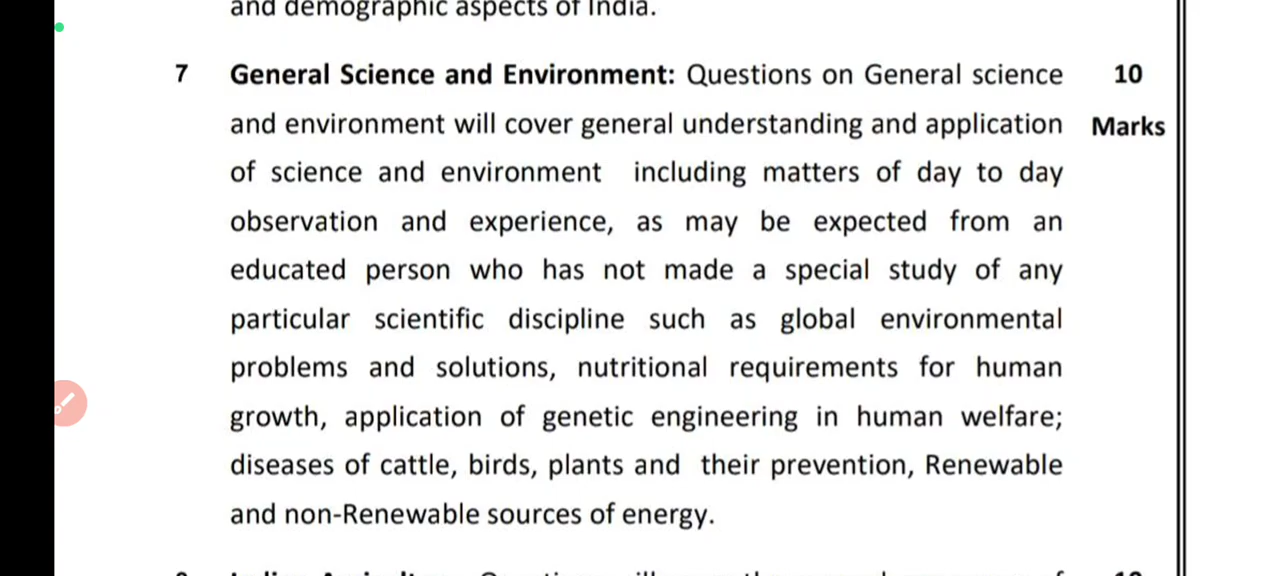 and demographic aspects of India.
7 General Science and Environment: Questions on General science 10
and environment will cover general understanding and application Marks
of science and environment including matters of day to day
observation and experience, as may be expected from an
educated person who has not made a special study of any
particular scientific discipline such as global environmental
problems and solutions, nutritional requirements for human
growth, application of genetic engineering in human welfare;
diseases of cattle, birds, plants and their prevention, Renewable
and non-Renewable sources of energy.